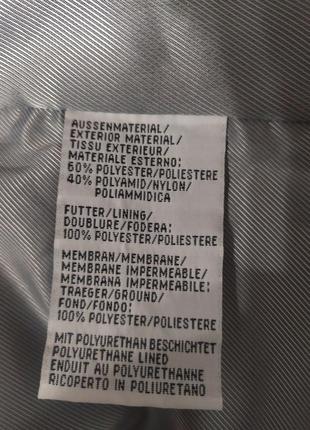 AUSSENMATERIAL/
EXTERIOR MATERIAL/
TISSU EXTERIEUR/
MATERIALE ESTERNO:
60% POLYESTER/POLIESTERE
40% POLYAMID/NYLON/
POLIAMMIDICA
FUTTER/LINING/
DOUBLURE/FODERA:
100% POLYESTER/POLIESTERE
MEMBRAN/MEMBRANE/
MEMBRANE IMPERMEABLE/
MEMBRANA IMPERMEABILE/
TRAEGER/GROUND/
FOND/FONDO:
100% POLYESTER/POLIESTERE
MIT POLYURETHAN BESCHICHTET
POLYURETHANE LINED
ENDUIT AU POLYURETHANNE
RICOPERTO IN POLIURETANO